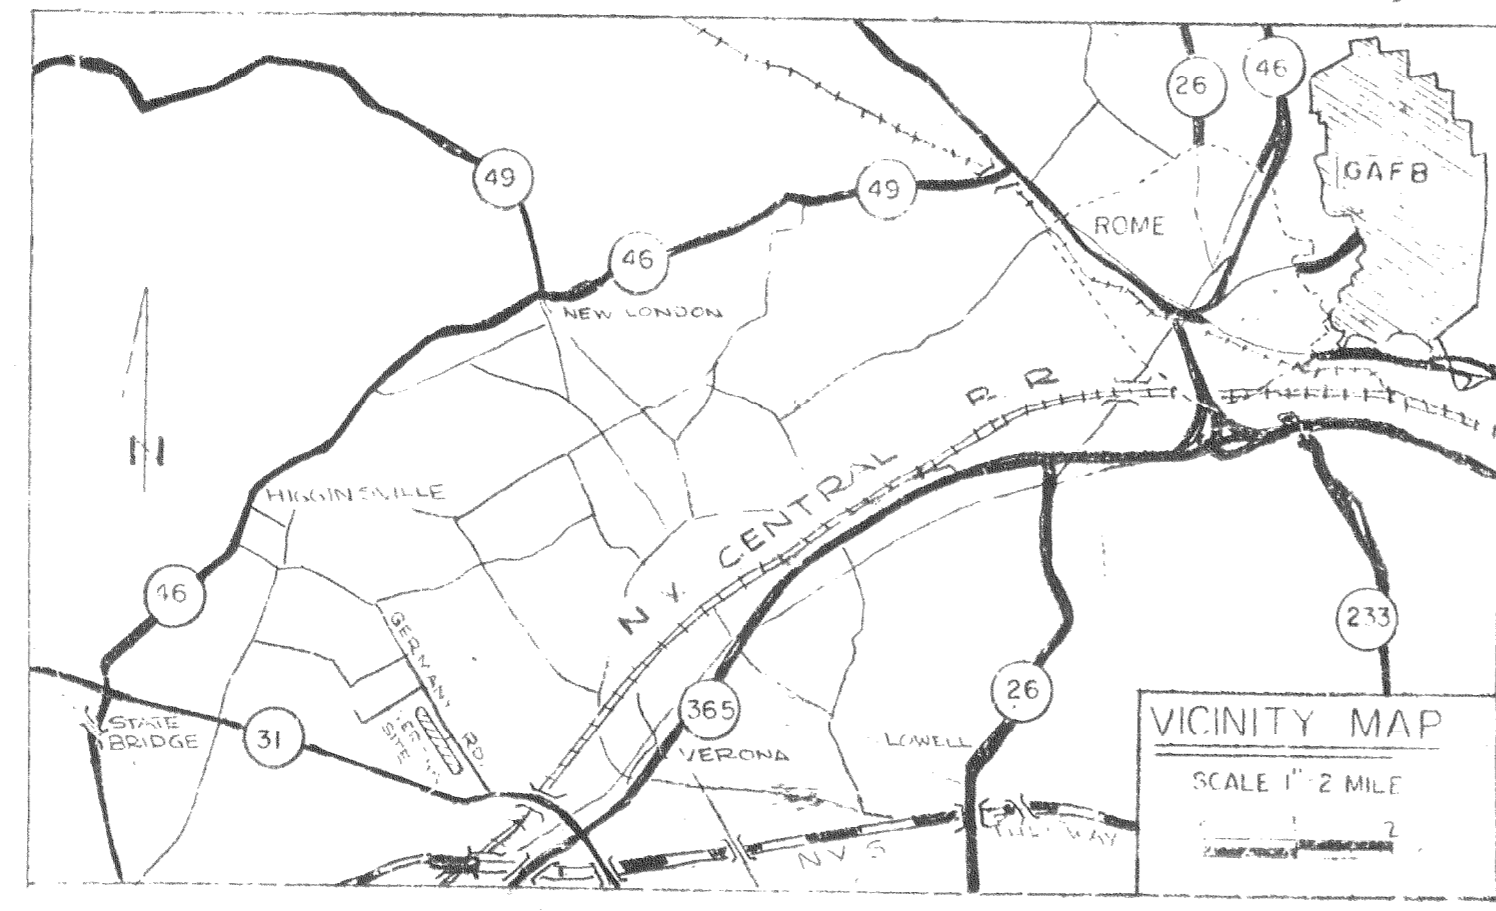 26
46
49
GAFB
49
ROME
46
NEW LONDON
R R
HIGGINSVILLE
N
N.Y. CENTRAL
46
GERMANY RD.
233
26
STATE
BRIDGE
31
SITE
365
VERONA
LOWELL
N Y S
VICINITY MAP
SCALE 1" 2 MILE
2